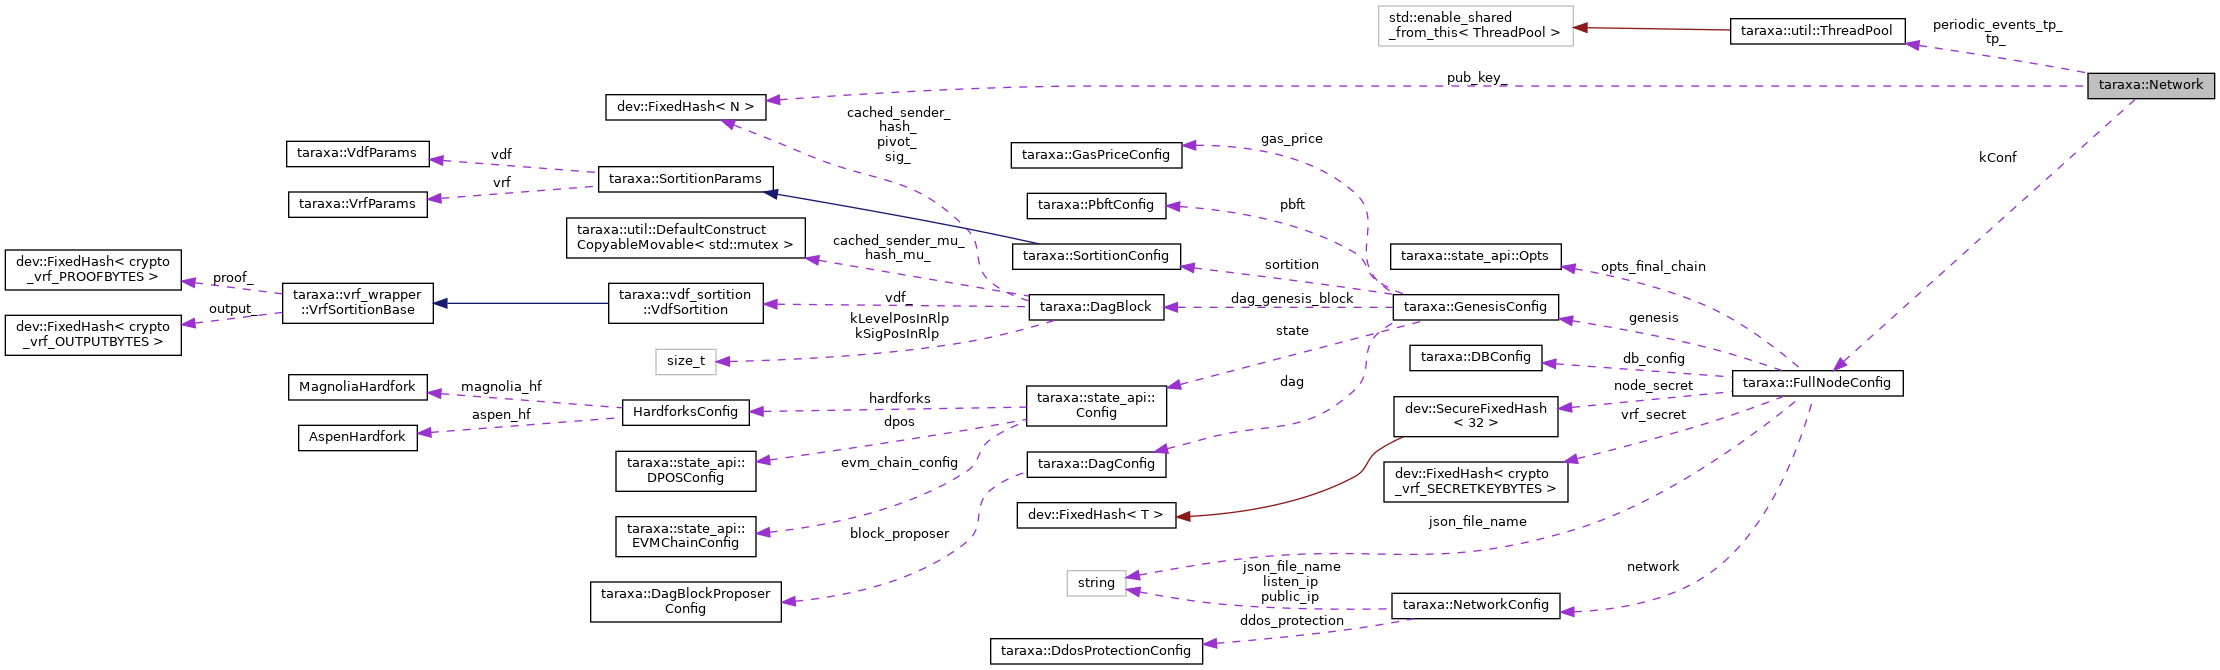 std::enable_shared
_from_this< ThreadPool >
taraxa::util::ThreadPool
periodic_events_tp_
tp_
taraxa::Network
pub_key_
dev::FixedHash< N >
cached_sender_
hash_
pivot_
sig_
gas_price
kConf
taraxa::VdfParams
vdf
taraxa::GasPriceConfig
taraxa::SortitionParams
vrf
taraxa::VrfParams
taraxa::PbftConfig
pbft
taraxa::util::DefaultConstruct
CopyableMovable< std::mutex >
cached_sender_mu_
hash_mu_
taraxa::SortitionConfig
sortition
taraxa::state_api::Opts
opts_final_chain
dev::FixedHash< crypto
_vrf_PROOFBYTES >
proof_
taraxa::vrf_wrapper
::VrfSortitionBase
taraxa::vdf_sortition
::VdfSortition
vdf_
taraxa::DagBlock
dag_genesis_block
taraxa::GenesisConfig
genesis
output_
dev::FixedHash< crypto
_vrf_OUTPUTBYTES >
kLevelPosInRlp
kSigPosInRlp
size_t
state
taraxa::DBConfig
db_config
taraxa::FullNodeConfig
MagnoliaHardfork
magnolia_hf
HardforksConfig
hardforks
taraxa::state_api::
Config
dag
node_secret
dev::SecureFixedHash
< 32 >
vrf_secret
aspen_hf
AspenHardfork
dpos
taraxa::state_api::
DPOSConfig
evm_chain_config
taraxa::DagConfig
dev::FixedHash< crypto
_vrf_SECRETKEYBYTES >
dev::FixedHash< T >
taraxa::state_api::
EVMChainConfig
block_proposer
json_file_name
network
string
json_file_name
listen_ip
public_ip
taraxa::DagBlockProposer
Config
taraxa::NetworkConfig
ddos_protection
taraxa::DdosProtectionConfig